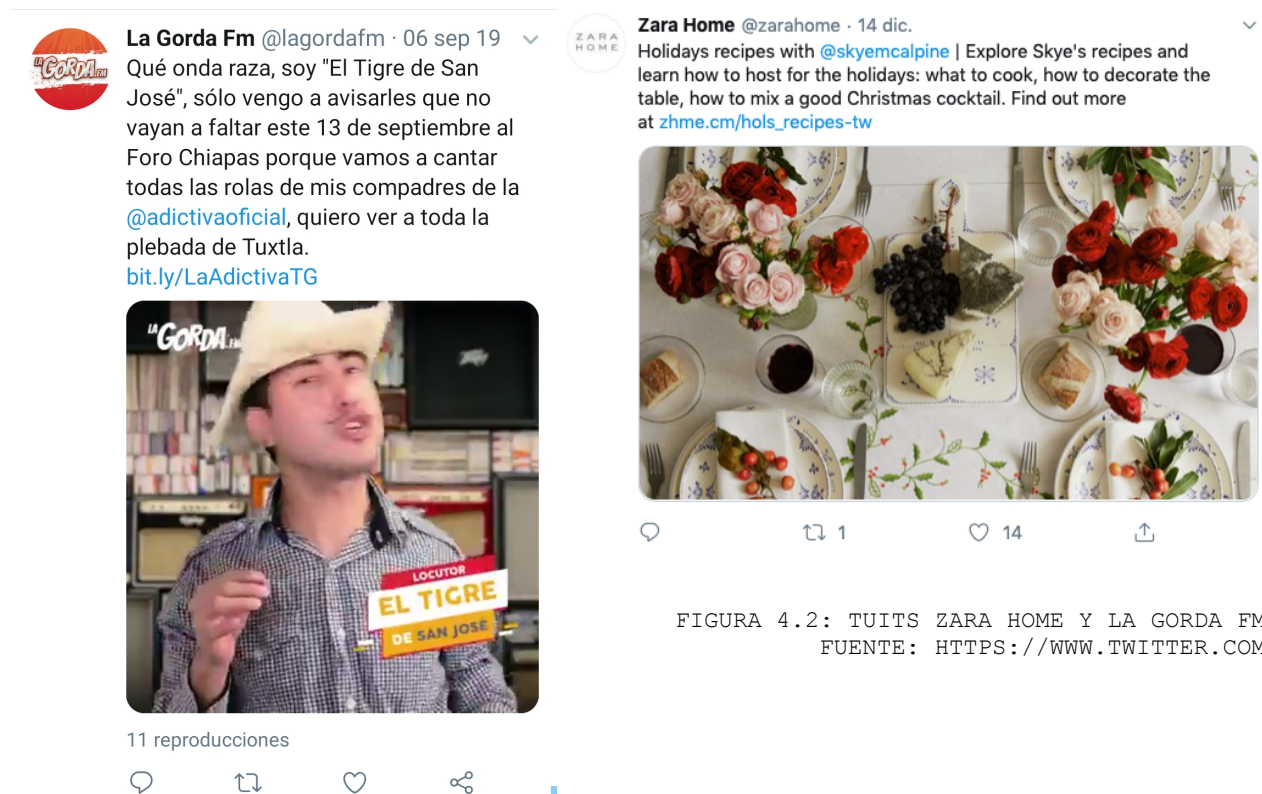 La Gorda Fm @lagordafm · 06 sep 19
Qué onda raza, soy "El Tigre de San
José", sólo vengo a avisarles que no
vayan a faltar este 13 de septiembre al
Foro Chiapas porque vamos a cantar
todas las rolas de mis compadres de la
@adictivaoficial, quiero ver a toda la
plebada de Tuxtla.
bit.ly/LaAdictivaTG
LA GORDA.FM
LA GORDA.FM
LOCUTOR
EL TIGRE
DE SAN JOSÉ
11 reproducciones
ZARA
HOME
Zara Home @zarahome · 14 dic.
Holidays recipes with @skyemcalpine | Explore Skye's recipes and
learn how to host for the holidays: what to cook, how to decorate the
table, how to mix a good Christmas cocktail. Find out more
at zhme.cm/hols_recipes-tw
1
14
FIGURA 4.2: TUITS ZARA HOME Y LA GORDA FM
FUENTE: HTTPS://WWW.TWITTER.COM